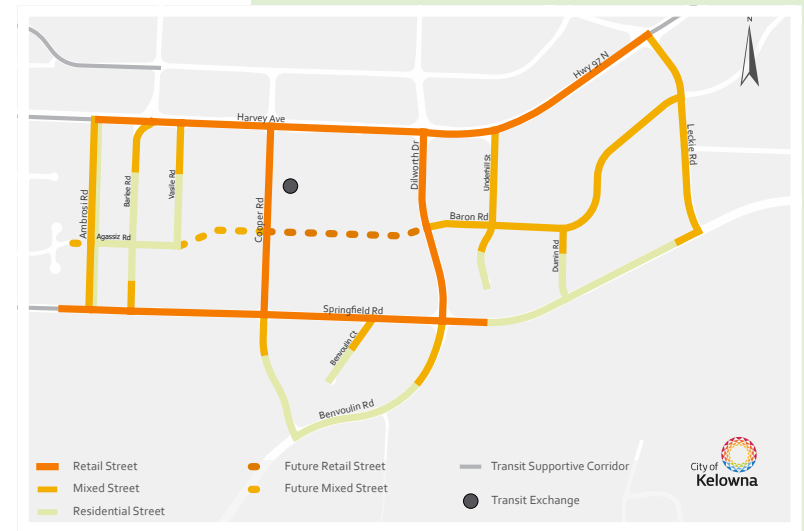 N
Hwy 97 N
Harvey Ave
Leckie Rd
Dilworth Dr
Underhill St
Barlee Rd
Vasile Rd
Ambrosi Rd
Cooper Rd
Baron Rd
Agassiz Rd
Dumin Rd
Springfield Rd
Benvoulin Ct
Benvoulin Rd
Retail Street
Mixed Street
Residential Street
Future Retail Street
Future Mixed Street
Transit Supportive Corridor
Transit Exchange
City of
Kelowna